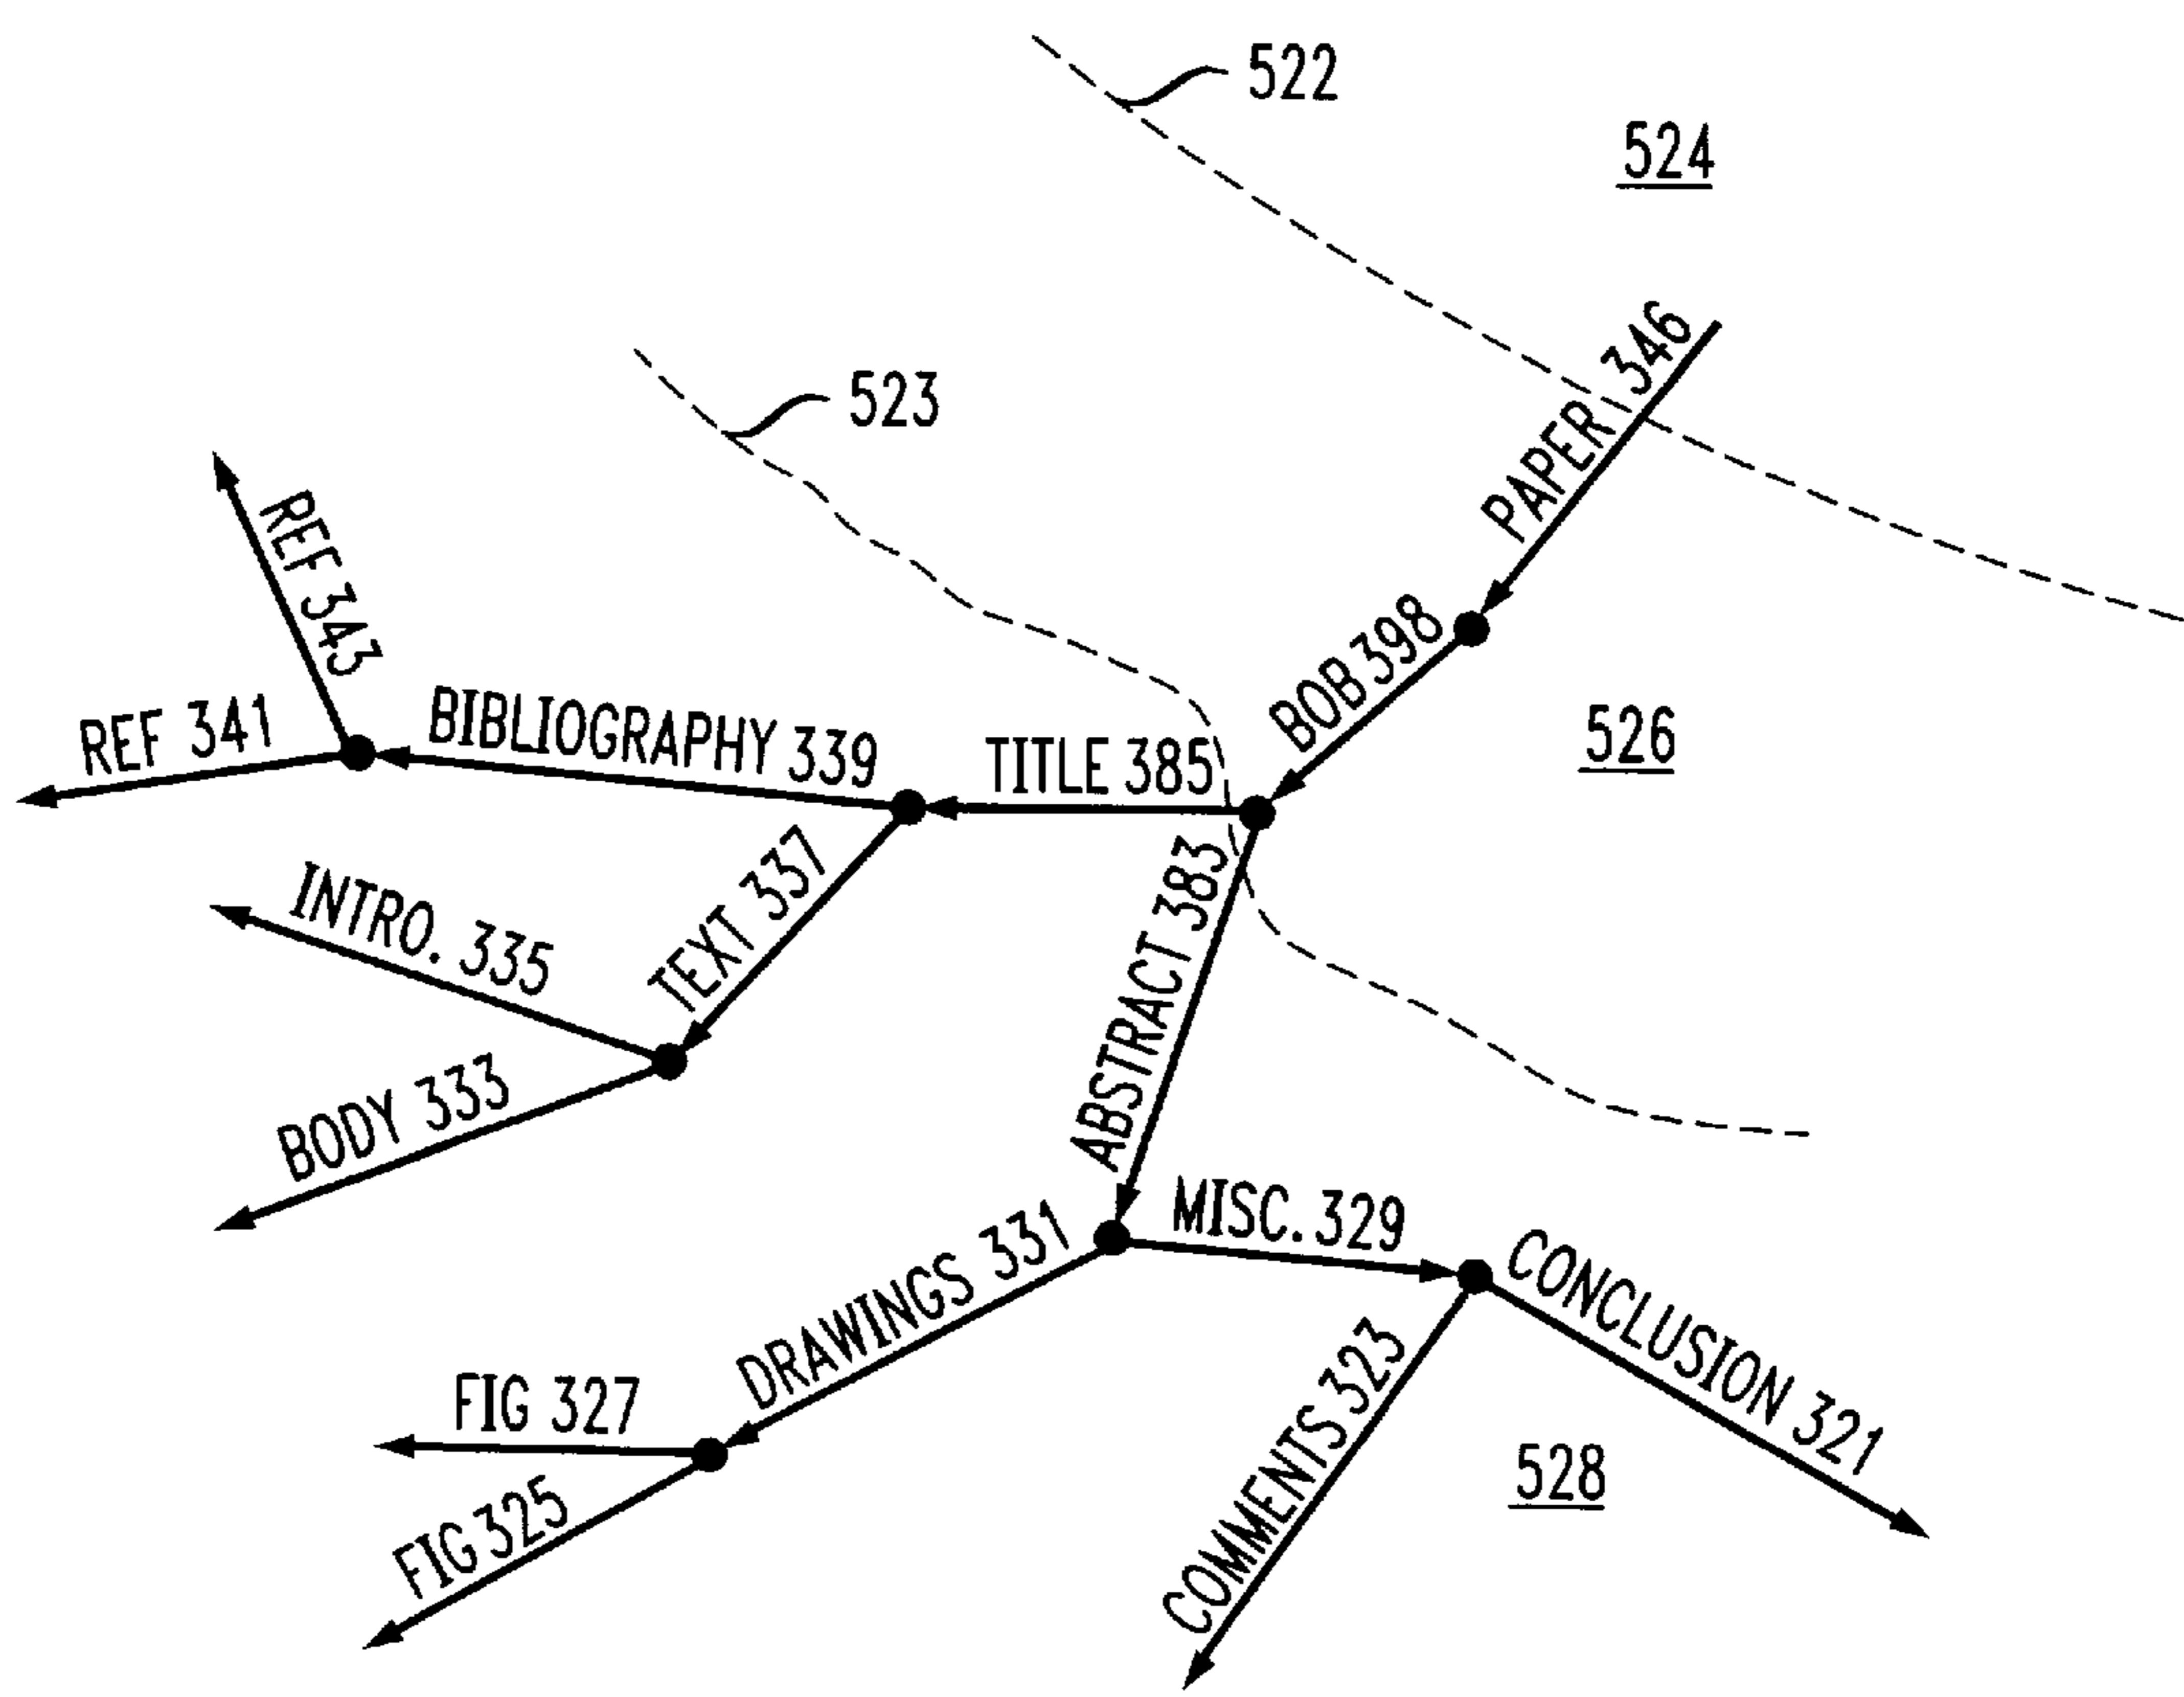 522
524
PAPER 346
523
REF 343
BOB 398
REF 341
BIBLIOGRAPHY 339
TITLE 385
526
INTRO. 335
TEXT 337
ABSTRACT 383
BODY 333
DRAWINGS 331
MISC. 329
CONCLUSION 321
FIG 327
COMMENTS 323
FIG 325
528